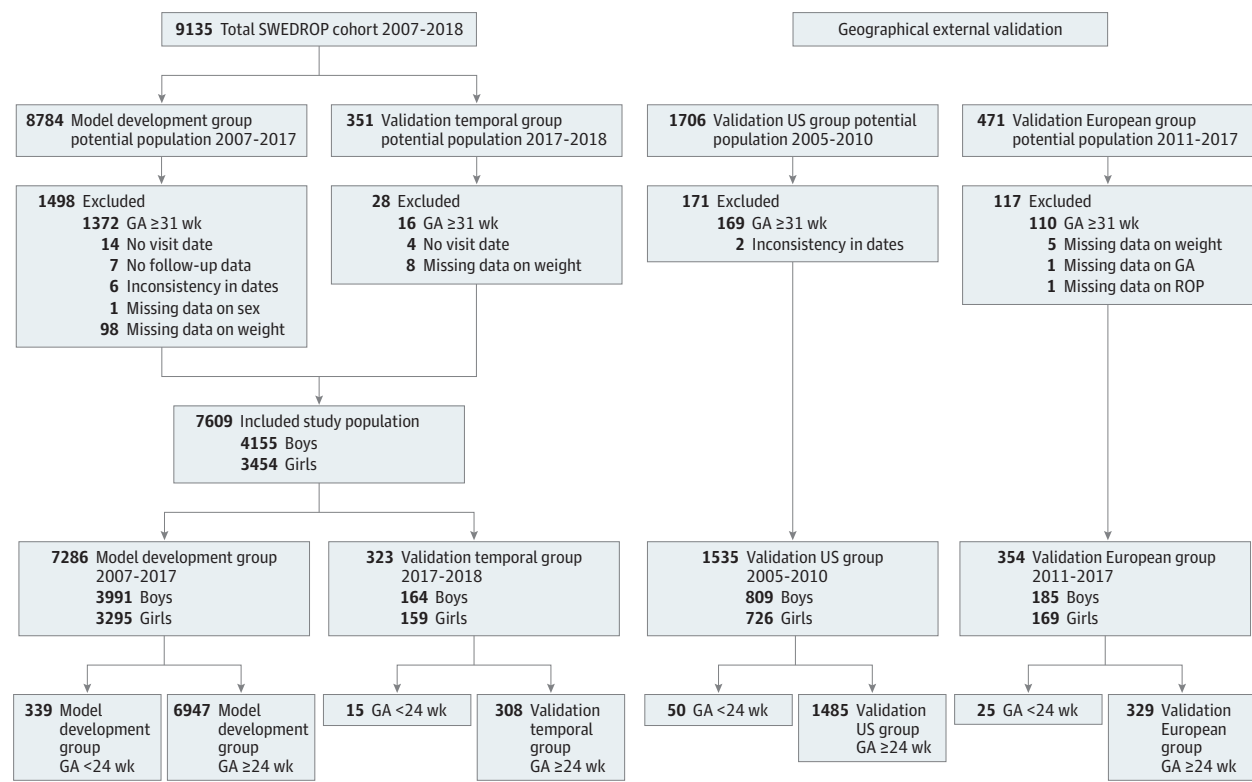 9135 Total SWEDROP cohort 2007-2018
Geographical external validation
8784 Model development group
potential population 2007-2017
351 Validation temporal group
potential population 2017-2018
1706 Validation US group potential
population 2005-2010
471 Validation European group
potential population 2011-2017
1498 Excluded
1372 GA ≥31 wk
14 No visit date
7 No follow-up data
6 Inconsistency in dates
1 Missing data on sex
98 Missing data on weight
28 Excluded
16 GA ≥31 wk
4 No visit date
8 Missing data on weight
171 Excluded
169 GA ≥31 wk
2 Inconsistency in dates
117 Excluded
110 GA ≥31 wk
5 Missing data on weight
1 Missing data on GA
1 Missing data on ROP
7609 Included study population
4155 Boys
3454 Girls
7286 Model development group
2007-2017
3991 Boys
3295 Girls
323 Validation temporal group
2017-2018
164 Boys
159 Girls
1535 Validation US group
2005-2010
809 Boys
726 Girls
354 Validation European group
2011-2017
185 Boys
169 Girls
339 Model
development
group
GA <24 wk
6947 Model
development
group
GA ≥24 wk
15 GA <24 wk
308 Validation
temporal
group
GA ≥24 wk
50 GA <24 wk
1485 Validation
US group
GA ≥24 wk
25 GA <24 wk
329 Validation
European
group
GA ≥24 wk